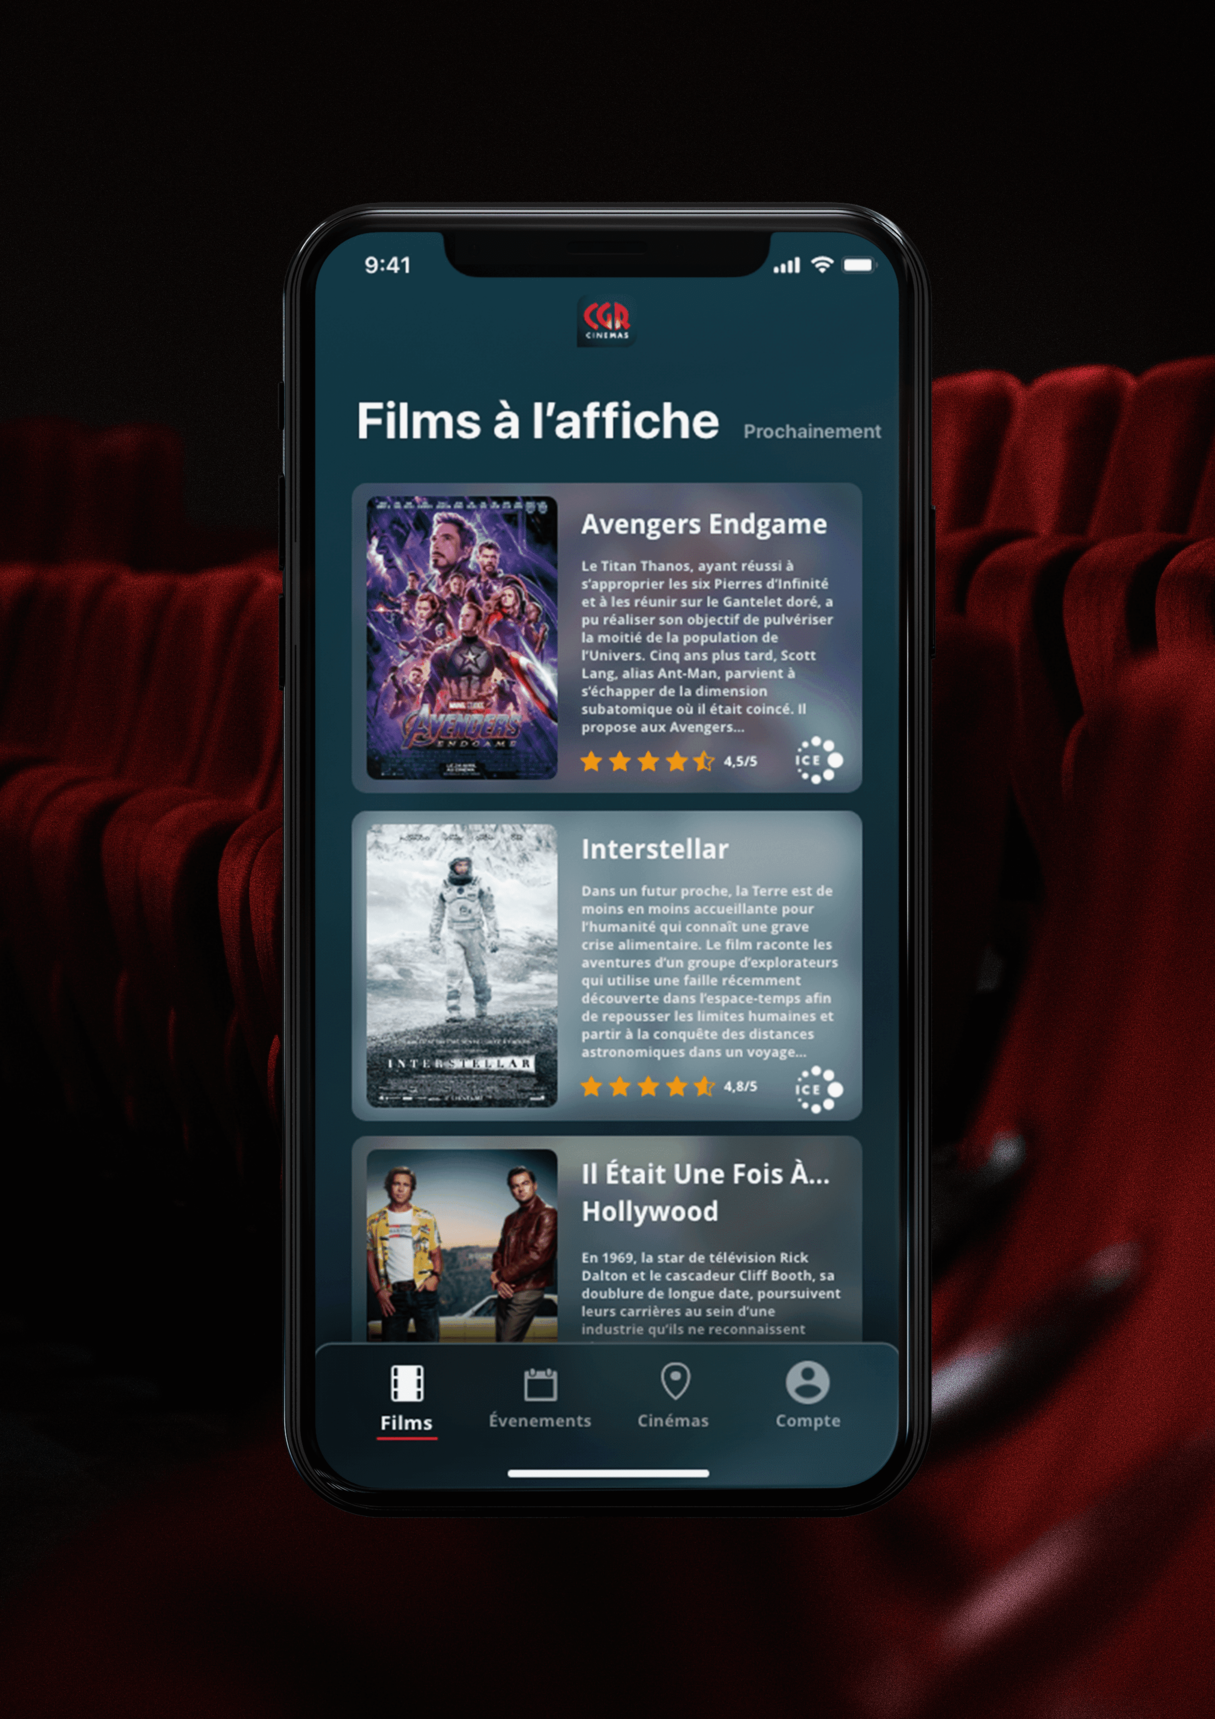 9:41
CGR
CINEMAS
Films à l'affiche
Prochainement
Avengers Endgame
Le Titan Thanos, ayant réussi à
s'approprier les six Pierres d'Infinité
et à les réunir sur le Gantelet doré, a
pu réaliser son objectif de pulvériser
la moitié de la population de
l'Univers. Cinq ans plus tard, Scott
Lang, alias Ant-Man, parvient à
s'échapper de la dimension
subatomique où il était coincé. Il
propose aux Avengers...
4,5/5
ICE
MARVEL STUDIOS
AVENGERS
ENDGAME
LE 24 AVRIL
AU CINÉMA
Interstellar
Dans un futur proche, la Terre est de
moins en moins accueillante pour
l'humanité qui connaît une grave
crise alimentaire. Le film raconte les
aventures d'un groupe d'explorateurs
qui utilise une faille récemment
découverte dans l'espace-temps afin
de repousser les limites humaines et
partir à la conquête des distances
astronomiques dans un voyage...
4,8/5
ICE
INTERSTELLAR
Il Était Une Fois À...
Hollywood
En 1969, la star de télévision Rick
Dalton et le cascadeur Cliff Booth, sa
doublure de longue date, poursuivent
leurs carrières au sein d'une
industrie qu'ils ne reconnaissent
Films
Évenements
Cinémas
Compte